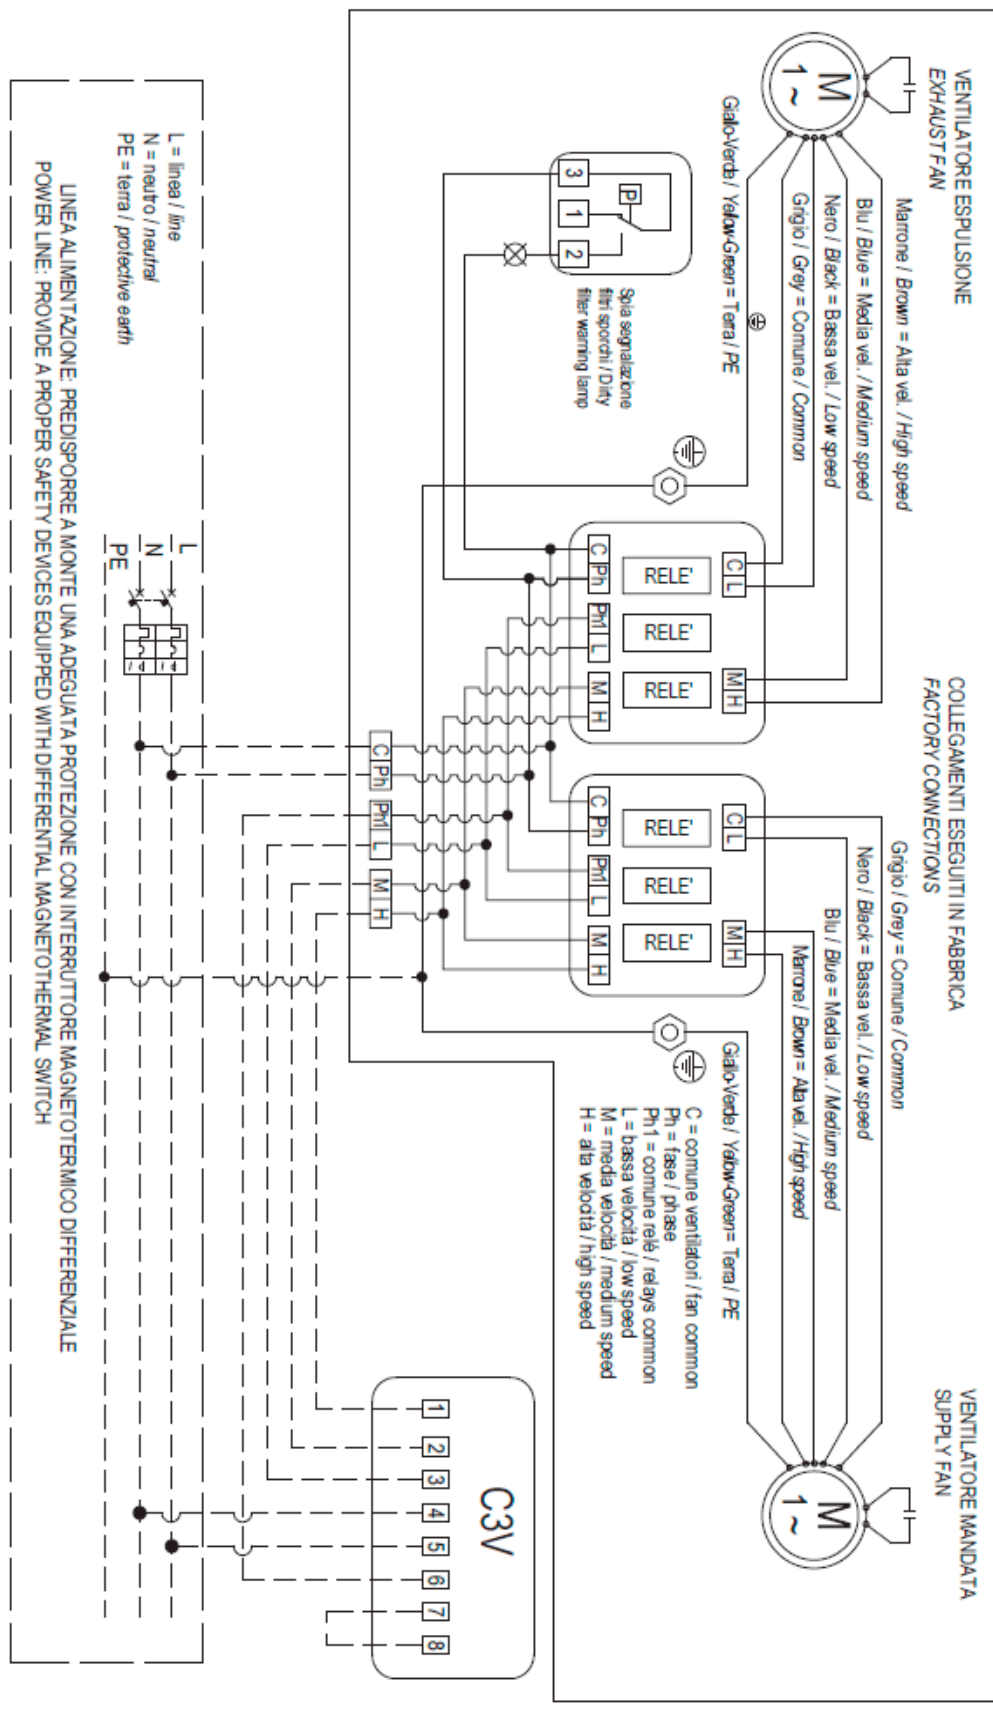 VENTILATORE ESPULSIONE
EXHAUST FAN
M
1 ~
Marrone / Brown = Alta vel. / High speed
Blu / Blue = Media vel. / Medium speed
Nero / Black = Bassa vel. / Low speed
Grigio / Grey = Comune / Common
Giallo-Verde / Yellow-Green = Terra / PE
3
1
2
P
Spia segnalazione
filtri sporchi / Dirty
filter warning lamp
COLLEGAMENTI ESEGUITI IN FABBRICA
FACTORY CONNECTIONS
C L
M H
RELE'
RELE'
RELE'
C Ph
Ph1 L
M H
C L
M H
RELE'
RELE'
RELE'
C Ph
Ph1 L
M H
C Ph
Ph1 L
M H
VENTILATORE MANDATA
SUPPLY FAN
M
1 ~
Grigio / Grey = Comune / Common
Nero / Black = Bassa vel. / Low speed
Blu / Blue = Media vel. / Medium speed
Marrone / Brown = Alta vel. / High speed
Giallo-Verde / Yellow-Green = Terra / PE
C = comune ventilatori / fan common
Ph = fase / phase
Ph1 = comune relè / relays common
L = bassa velocità / low speed
M = media velocità / medium speed
H = alta velocità / high speed
C3V
1 2 3 4 5 6 7 8
L = linea / line
N = neutro / neutral
PE = terra / protective earth
L
N
PE
LINEA ALIMENTAZIONE: PREDISPORRE A MONTE UNA ADEGUATA PROTEZIONE CON INTERRUTTORE MAGNETOTERMICO DIFFERENZIALE
POWER LINE: PROVIDE A PROPER SAFETY DEVICES EQUIPPED WITH DIFFERENTIAL MAGNETOTHERMAL SWITCH